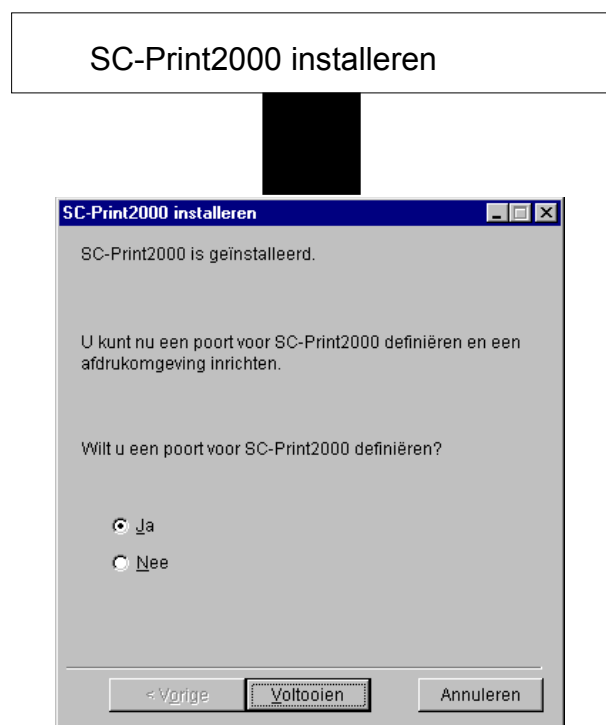 SC-Print2000 installeren
SC-Print2000 installeren
SC-Print2000 is geïnstalleerd.
U kunt nu een poort voor SC-Print2000 definiëren en een
afdrukomgeving inrichten.
Wilt u een poort voor SC-Print2000 definiëren?
Ja
Nee
< Vorige
Voltooien
Annuleren